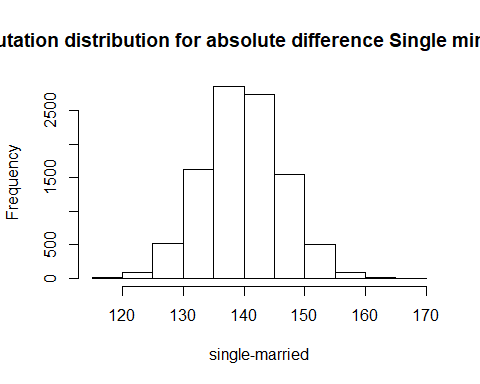 utation distribution for absolute difference Single min
Frequency
2500
1500
500
0
120 130 140 150 160 170
single-married